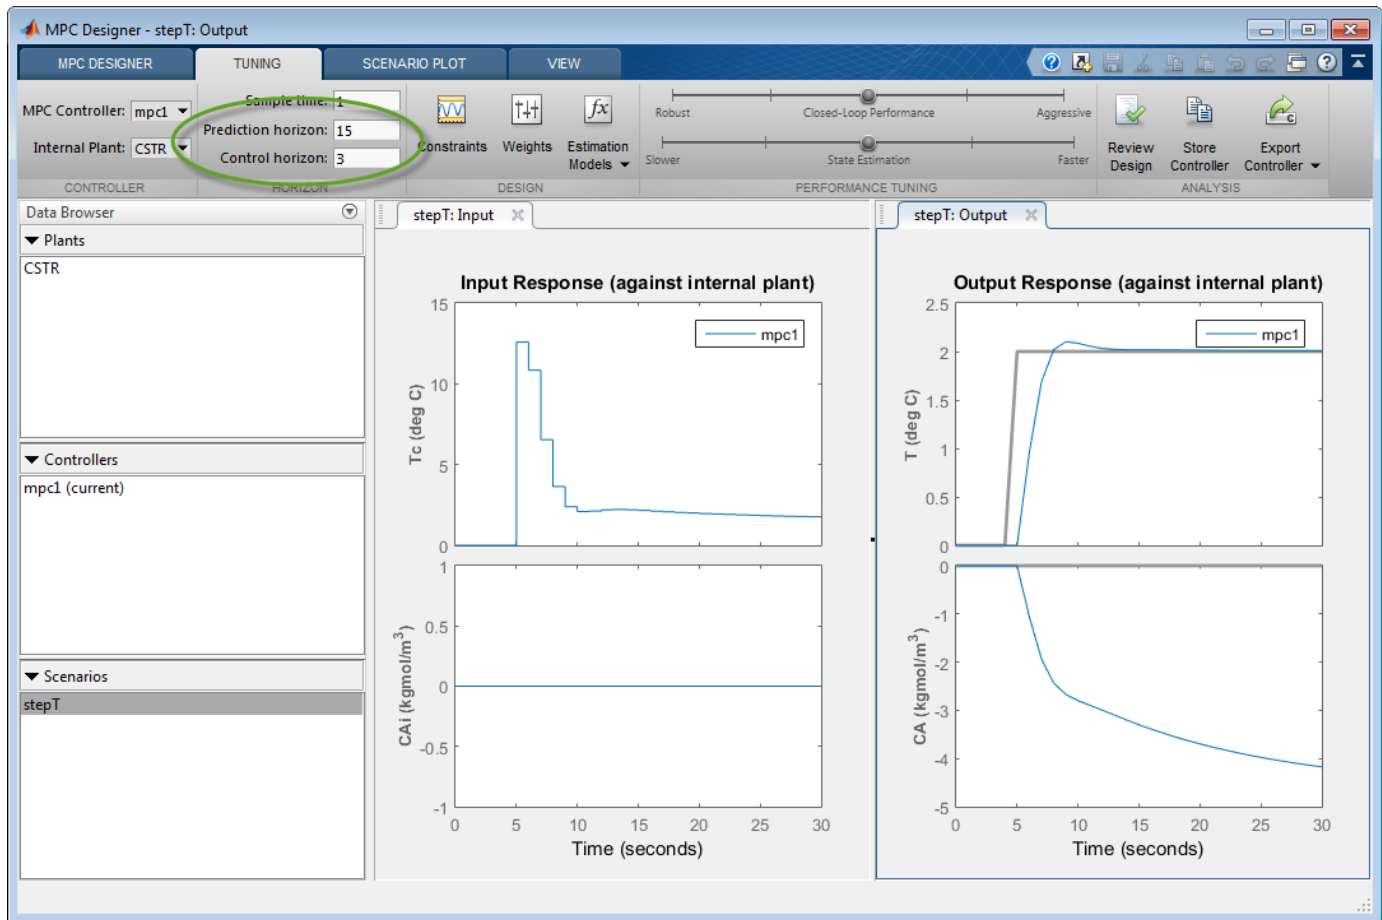 MPC Designer - stepT: Output
MPC DESIGNER TUNING SCENARIO PLOT VIEW
MPC Controller: mpc1
Internal Plant: CSTR
CONTROLLER
Sample time: 1
Prediction horizon: 15
Control horizon: 3
HORIZON
Constraints
Weights
Estimation
Models
DESIGN
Robust Closed-Loop Performance Aggressive
Slower State Estimation Faster
PERFORMANCE TUNING
Review
Design
Store
Controller
Export
Controller
ANALYSIS
Data Browser
Plants
CSTR
Controllers
mpc1 (current)
Scenarios
stepT
stepT: Input
Input Response (against internal plant)
15
10
5
0
Tc (deg C)
mpc1
1
0.5
0
-0.5
-1
CAi (kgmol/m³)
0 5 10 15 20 25 30
Time (seconds)
stepT: Output
Output Response (against internal plant)
2.5
2
1.5
1
0.5
0
T (deg C)
mpc1
0
-1
-2
-3
-4
-5
CA (kgmol/m³)
0 5 10 15 20 25 30
Time (seconds)